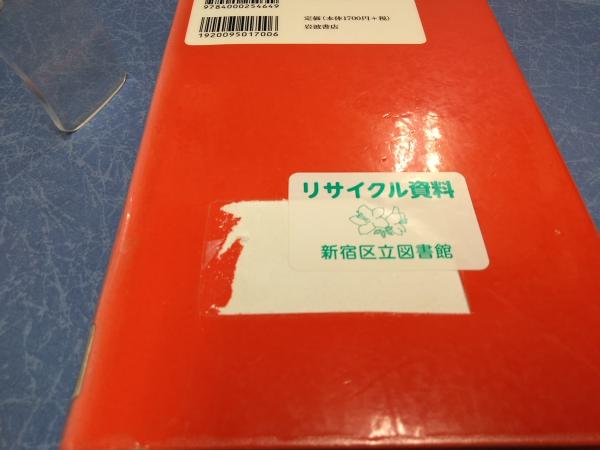 9784000254649
1920095017006
定価(本体1700円+税)
岩波書店
リサイクル資料
新宿区立図書館